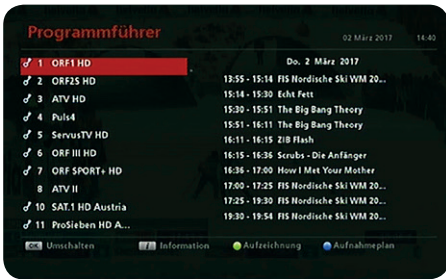 Programmführer
02 März 2017 14:40
1 ORF1 HD
2 ORF2S HD
3 ATV HD
4 Puls4
5 ServusTV HD
6 ORF III HD
7 ORF SPORT+ HD
8 ATV II
10 SAT.1 HD Austria
11 ProSieben HD A...
Do. 2 März 2017
13:55 - 15:14 FIS Nordische Ski WM 20...
15:14 - 15:30 Echt Fett
15:30 - 15:51 The Big Bang Theory
15:51 - 16:11 The Big Bang Theory
16:11 - 16:15 ZIB Flash
16:15 - 16:36 Scrubs - Die Anfänger
16:36 - 17:00 How I Met Your Mother
17:00 - 17:25 FIS Nordische Ski WM 20...
17:25 - 19:30 FIS Nordische Ski WM 20...
19:30 - 19:54 FIS Nordische Ski WM 20...
OK Umschalten i Information Aufzeichnung Aufnahmeplan